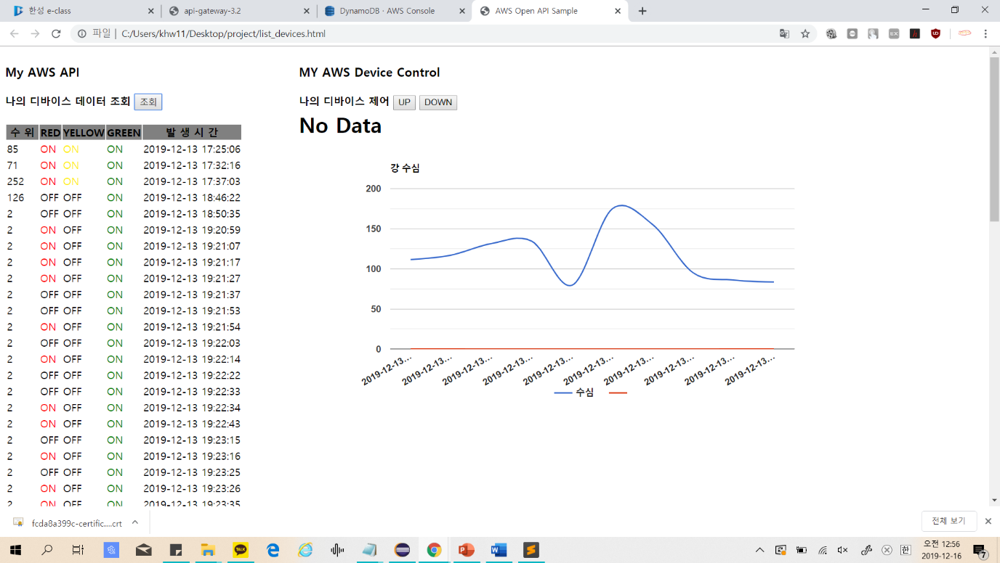 한성 e-class
api-gateway-3.2
DynamoDB · AWS Console
AWS Open API Sample
파일 | C:/Users/khw11/Desktop/project/list_devices.html
My AWS API
나의 디바이스 데이터 조회 조회
수 위 RED YELLOW GREEN 발 생 시 간
85 ON ON ON 2019-12-13 17:25:06
71 ON ON ON 2019-12-13 17:32:16
252 ON ON ON 2019-12-13 17:37:03
126 OFF OFF ON 2019-12-13 18:46:22
2 OFF OFF ON 2019-12-13 18:50:35
2 ON OFF ON 2019-12-13 19:20:59
2 ON OFF ON 2019-12-13 19:21:07
2 ON OFF ON 2019-12-13 19:21:17
2 ON OFF ON 2019-12-13 19:21:27
2 OFF OFF ON 2019-12-13 19:21:37
2 OFF OFF ON 2019-12-13 19:21:53
2 ON OFF ON 2019-12-13 19:21:54
2 OFF OFF ON 2019-12-13 19:22:03
2 ON OFF ON 2019-12-13 19:22:14
2 OFF OFF ON 2019-12-13 19:22:22
2 OFF OFF ON 2019-12-13 19:22:33
2 ON OFF ON 2019-12-13 19:22:34
2 ON OFF ON 2019-12-13 19:22:43
2 OFF OFF ON 2019-12-13 19:23:15
2 ON OFF ON 2019-12-13 19:23:16
2 OFF OFF ON 2019-12-13 19:23:25
2 ON OFF ON 2019-12-13 19:23:26
2 ON OFF ON 2019-12-13 19:23:35
MY AWS Device Control
나의 디바이스 제어 UP DOWN
No Data
강 수심
200
150
100
50
0
2019-12-13...
2019-12-13...
2019-12-13...
2019-12-13...
2019-12-13...
2019-12-13...
2019-12-13...
2019-12-13...
2019-12-13...
2019-12-13...
수심
fcda8a399c-certific....crt
전체 보기
TALK
한
오전 12:56
2019-12-16
7